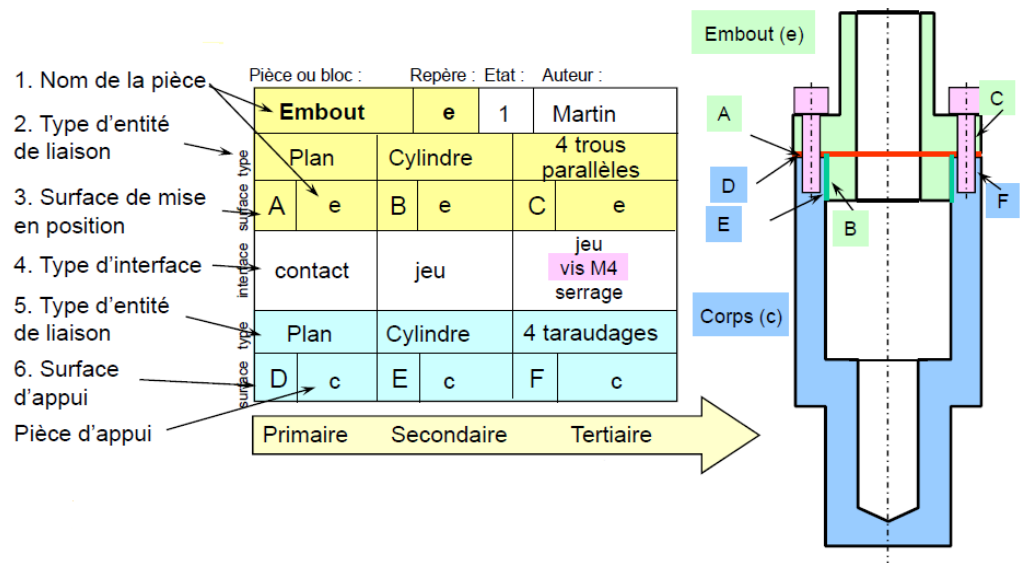 1. Nom de la pièce
2. Type d'entité
de liaison
3. Surface de mise
en position
4. Type d'interface
5. Type d'entité
de liaison
6. Surface
d'appui
Pièce d'appui
Pièce ou bloc : Repère : Etat : Auteur :
Embout e 1 Martin
type
Plan Cylindre 4 trous
parallèles
surface
A e B e C e
interface
contact jeu jeu
vis M4
serrage
type
Plan Cylindre 4 taraudages
surface
D c E c F c
Primaire Secondaire Tertiaire
Embout (e)
A
C
D
E
B
F
Corps (c)